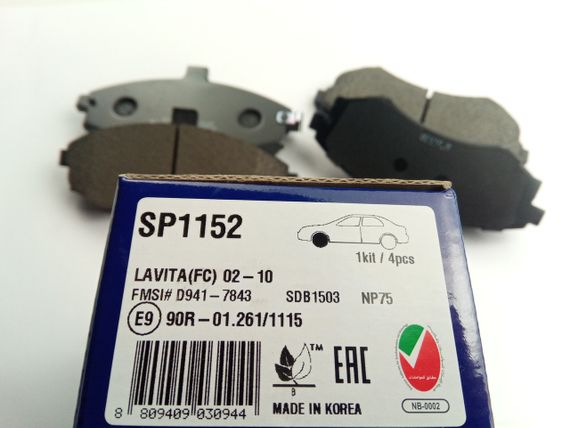 SP1152
1kit / 4pcs
LAVITA(FC) 02-10
FMSI# D941-7843 SDB1503 NP75
E9 90R-01.261/1115
TM
EAC
B
MADE IN KOREA
NB-0002
8 809409 030944